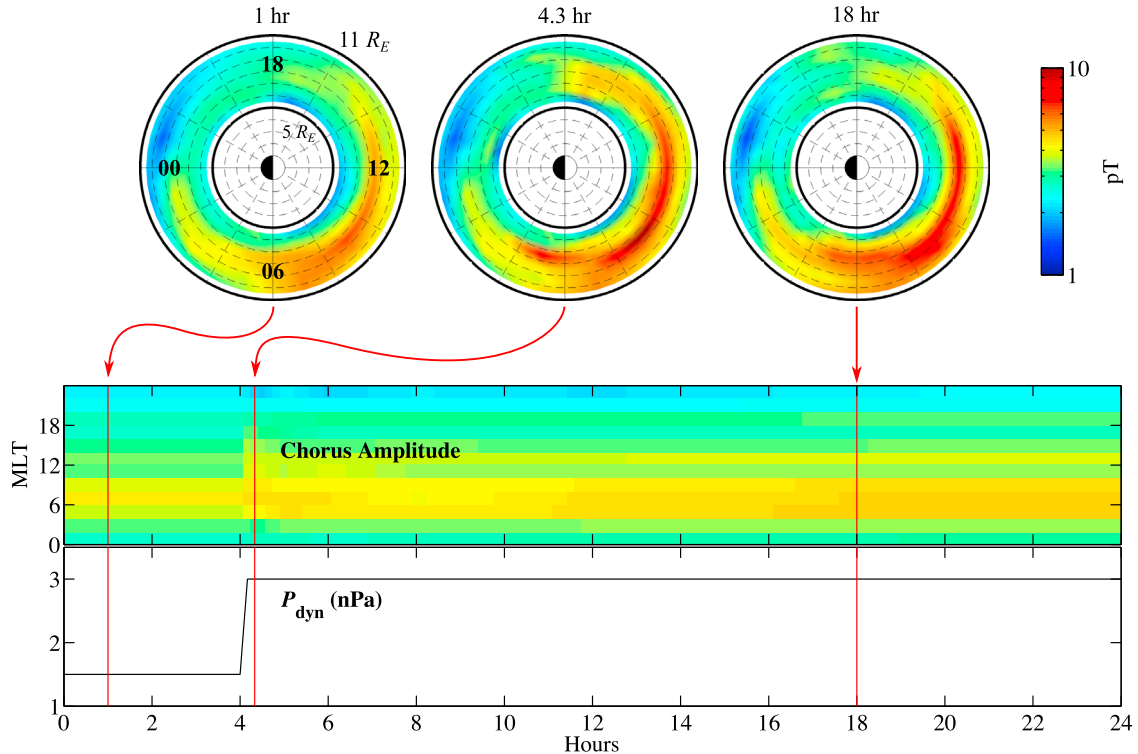 1 hr
4.3 hr
18 hr
11 R_E
18
5 R_E
00
12
06
10
pT
1
18
12
6
0
MLT
Chorus Amplitude
3
2
1
P_dyn (nPa)
0 2 4 6 8 10 12 14 16 18 20 22 24
Hours